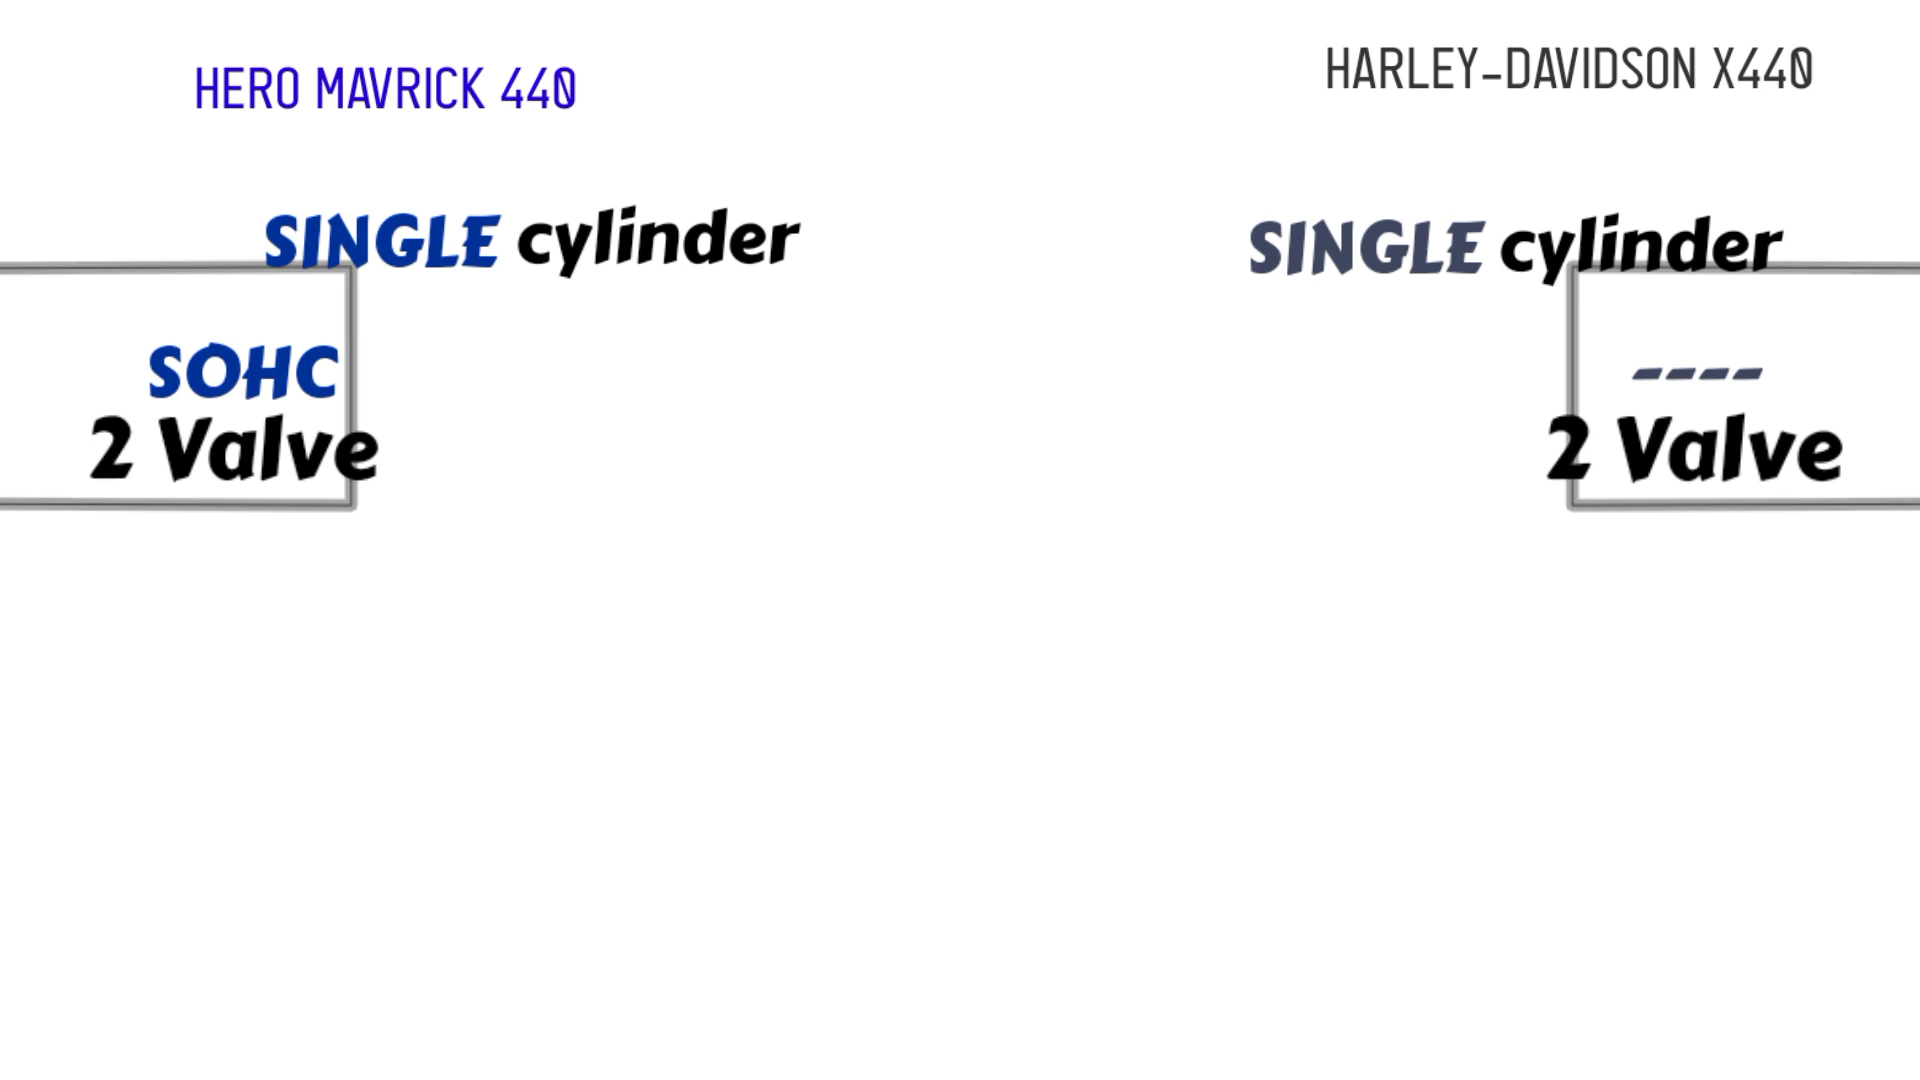 HERO MAVRICK 440
SINGLE cylinder
SOHC
2 Valve
HARLEY-DAVIDSON X440
SINGLE cylinder
----
2 Valve